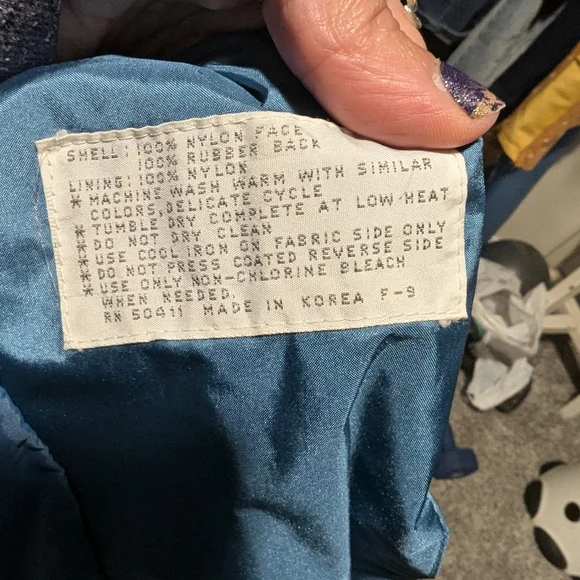 SHELL: 100% NYLON FACE
100% RUBBER BACK
LINING: 100% NYLON
* MACHINE WASH WARM WITH SIMILAR
COLORS, DELICATE CYCLE
* TUMBLE DRY COMPLETE AT LOW HEAT
* DO NOT DRY CLEAN
* USE COOL IRON ON FABRIC SIDE ONLY
* DO NOT PRESS COATED REVERSE SIDE
* USE ONLY NON-CHLORINE BLEACH
WHEN NEEDED.
RN 50411 MADE IN KOREA F-9